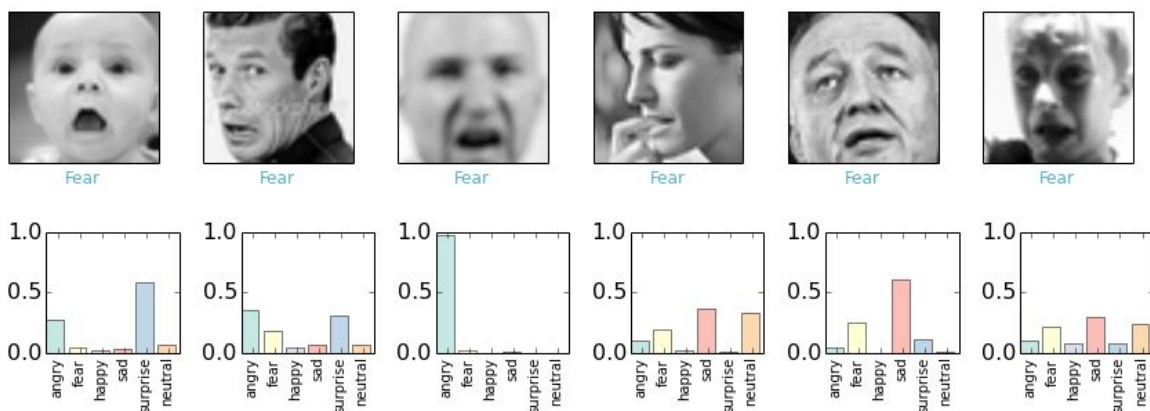 Fear Fear Fear Fear Fear Fear
1.0 1.0 1.0 1.0 1.0 1.0
0.5 0.5 0.5 0.5 0.5 0.5
0.0 0.0 0.0 0.0 0.0 0.0
angry fear happy sad surprise neutral angry fear happy sad surprise neutral angry fear happy sad surprise neutral angry fear happy sad surprise neutral angry fear happy sad surprise neutral angry fear happy sad surprise neutral